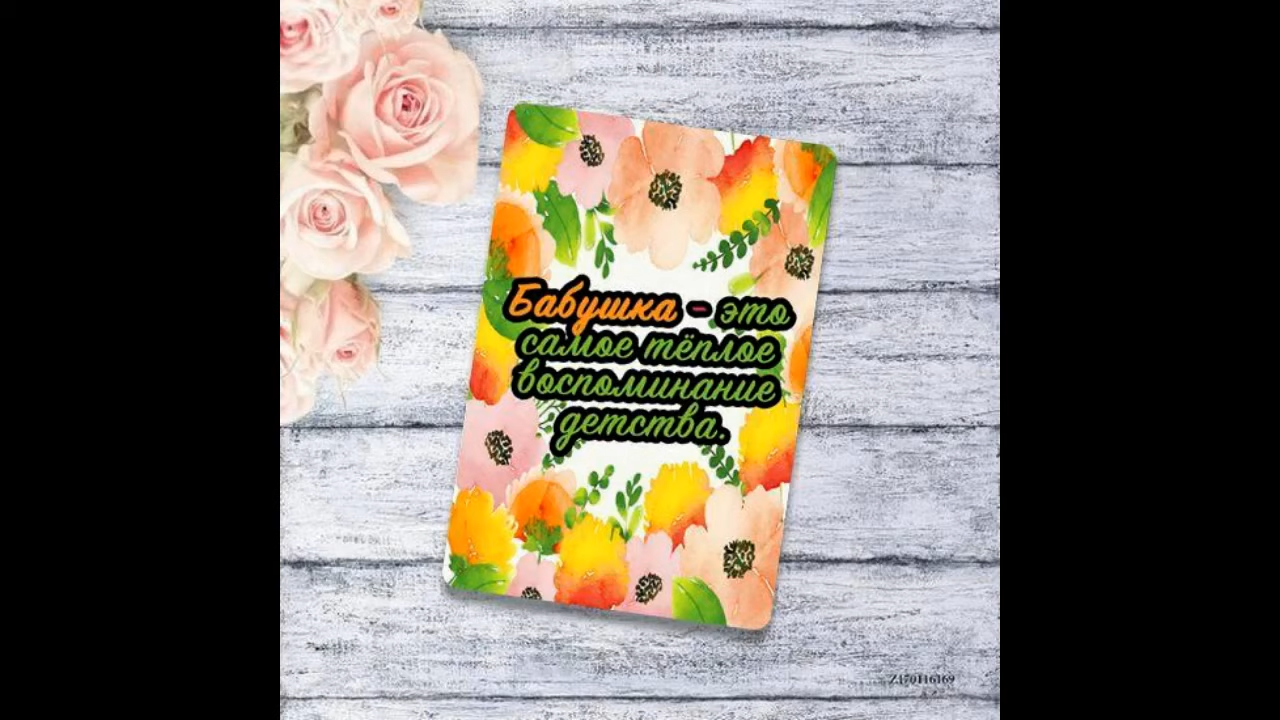 Бабушка - это
самое тёплое
воспоминание
детства.